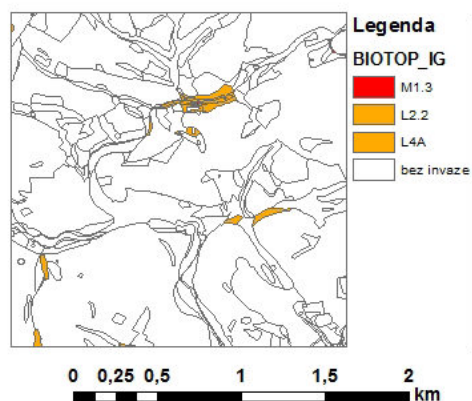 Legenda
BIOTOP_IG
M1.3
L2.2
L4A
bez invaze
0 0,25 0,5 1 1,5 2
km